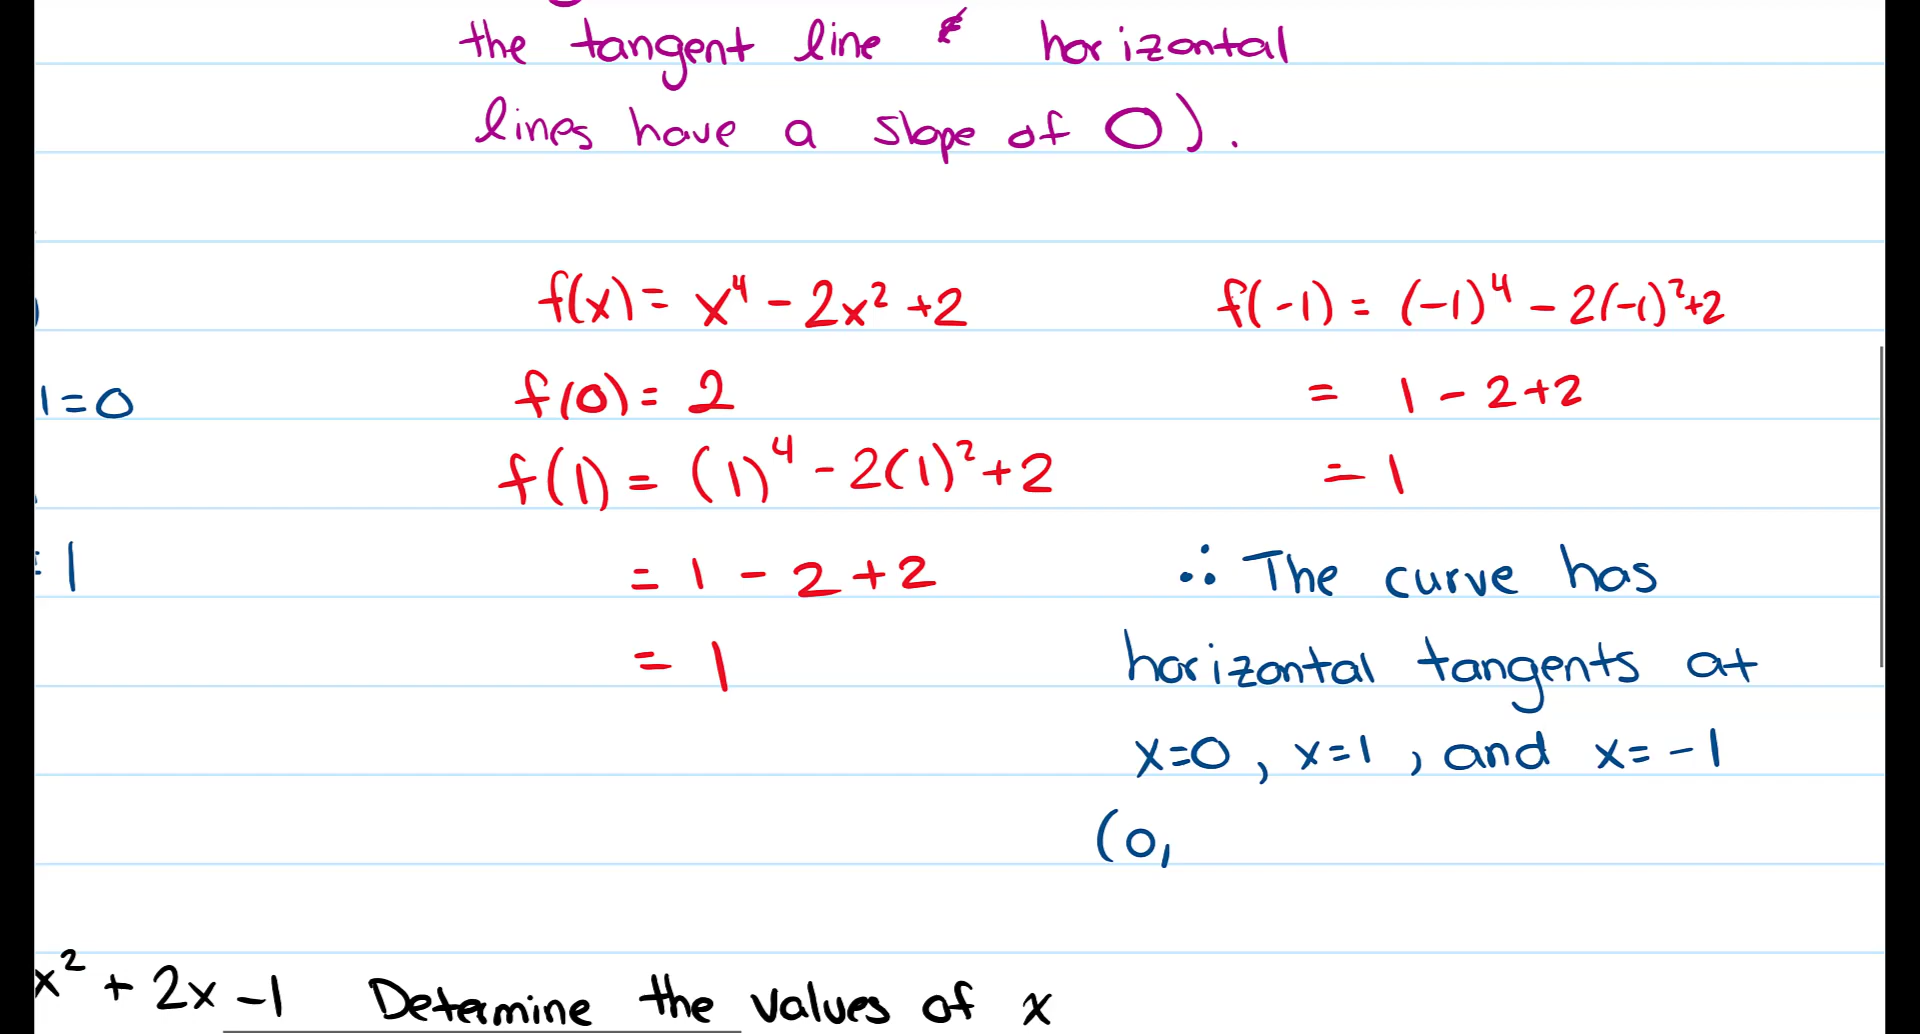 the tangent line & horizontal
lines have a slope of 0).
f(x) = x⁴ - 2x² +2
f(0) = 2
f(1) = (1)⁴ - 2(1)² + 2
= 1 - 2 + 2
= 1
f(-1) = (-1)⁴ - 2(-1)²+2
= 1 - 2 + 2
= 1
∴ The curve has
horizontal tangents at
x=0, x=1, and x= -1
(0,
1=0
= 1
x² + 2x -1 Determine the values of x